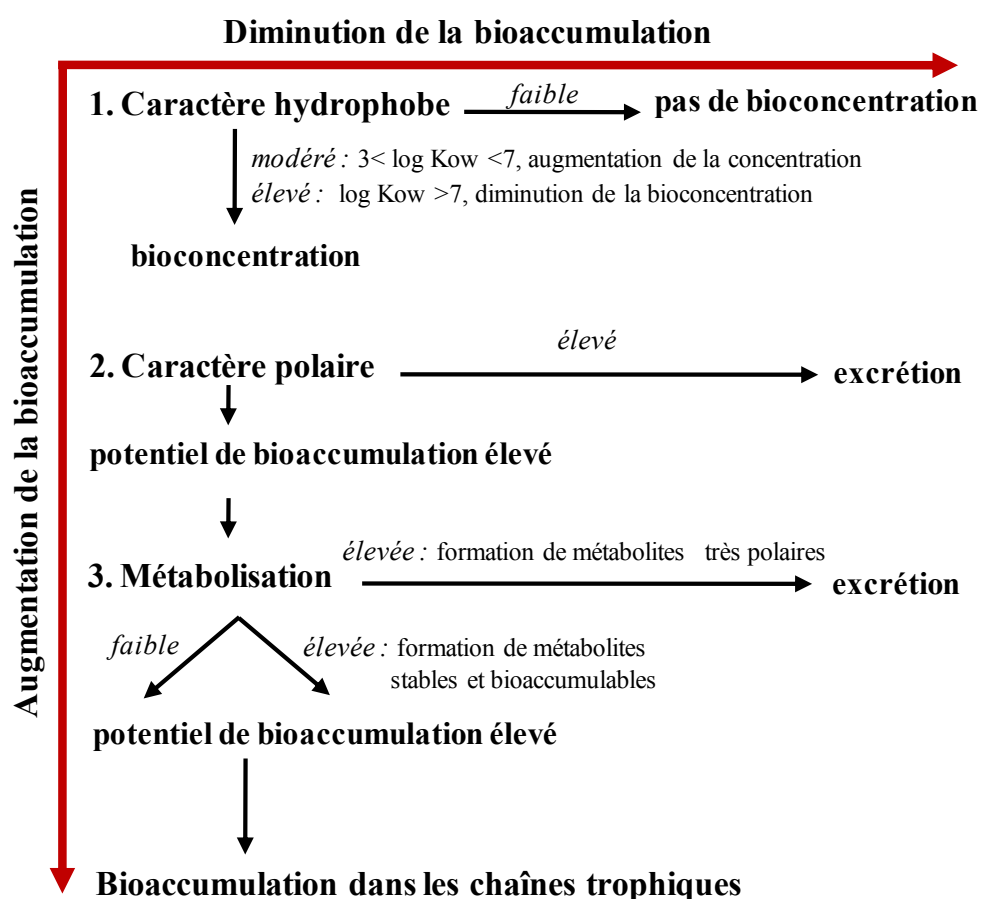 Diminution de la bioaccumulation
Augmentation de la bioaccumulation
1. Caractère hydrophobe
faible
pas de bioconcentration
modéré : 3< log Kow <7, augmentation de la concentration
élevé : log Kow >7, diminution de la bioconcentration
bioconcentration
élevé
2. Caractère polaire
excrétion
potentiel de bioaccumulation élevé
élevée : formation de métabolites très polaires
3. Métabolisation
excrétion
faible
élevée : formation de métabolites
stables et bioaccumulables
potentiel de bioaccumulation élevé
Bioaccumulation dans les chaînes trophiques